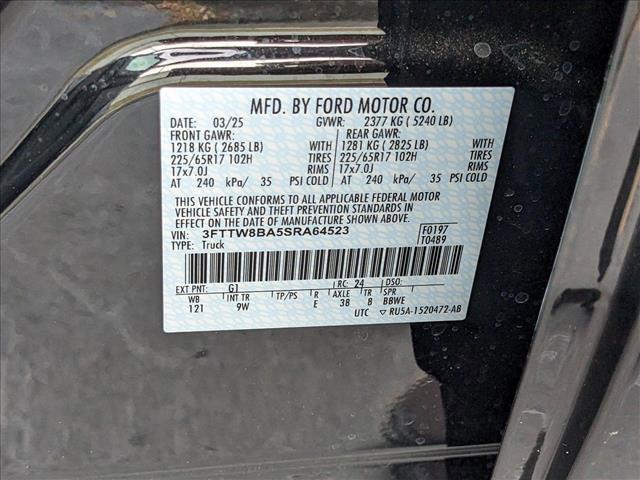 MFD. BY FORD MOTOR CO.
DATE: 03/25 GVWR: 2377 KG ( 5240 LB)
FRONT GAWR: REAR GAWR:
1218 KG ( 2685 LB) 1281 KG ( 2825 LB)
225/65R17 102H TIRES 225/65R17 102H TIRES
17x7.0J RIMS 17x7.0J RIMS
AT 240 kPa/ 35 PSI COLD AT 240 kPa/ 35 PSI COLD
THIS VEHICLE CONFORMS TO ALL APPLICABLE FEDERAL MOTOR
VEHICLE SAFETY AND THEFT PREVENTION STANDARDS IN
EFFECT ON THE DATE OF MANUFACTURE SHOWN ABOVE.
VIN: 3FTTW8BA5SRA64523 F0197
TYPE: Truck T0489
EXT PNT: G1 RC: 24 DSO:
WB INT TR TP/PS R AXLE TR SPR
121 9W E 38 8 BBWE
UTC ▽ RU5A-1520472-AB